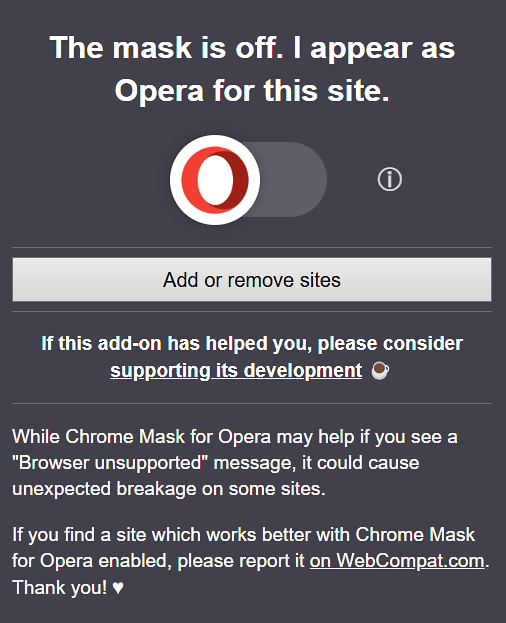 The mask is off. I appear as
Opera for this site.
Add or remove sites
If this add-on has helped you, please consider
supporting its development ☕
While Chrome Mask for Opera may help if you see a
"Browser unsupported" message, it could cause
unexpected breakage on some sites.
If you find a site which works better with Chrome Mask
for Opera enabled, please report it on WebCompat.com.
Thank you! ♥